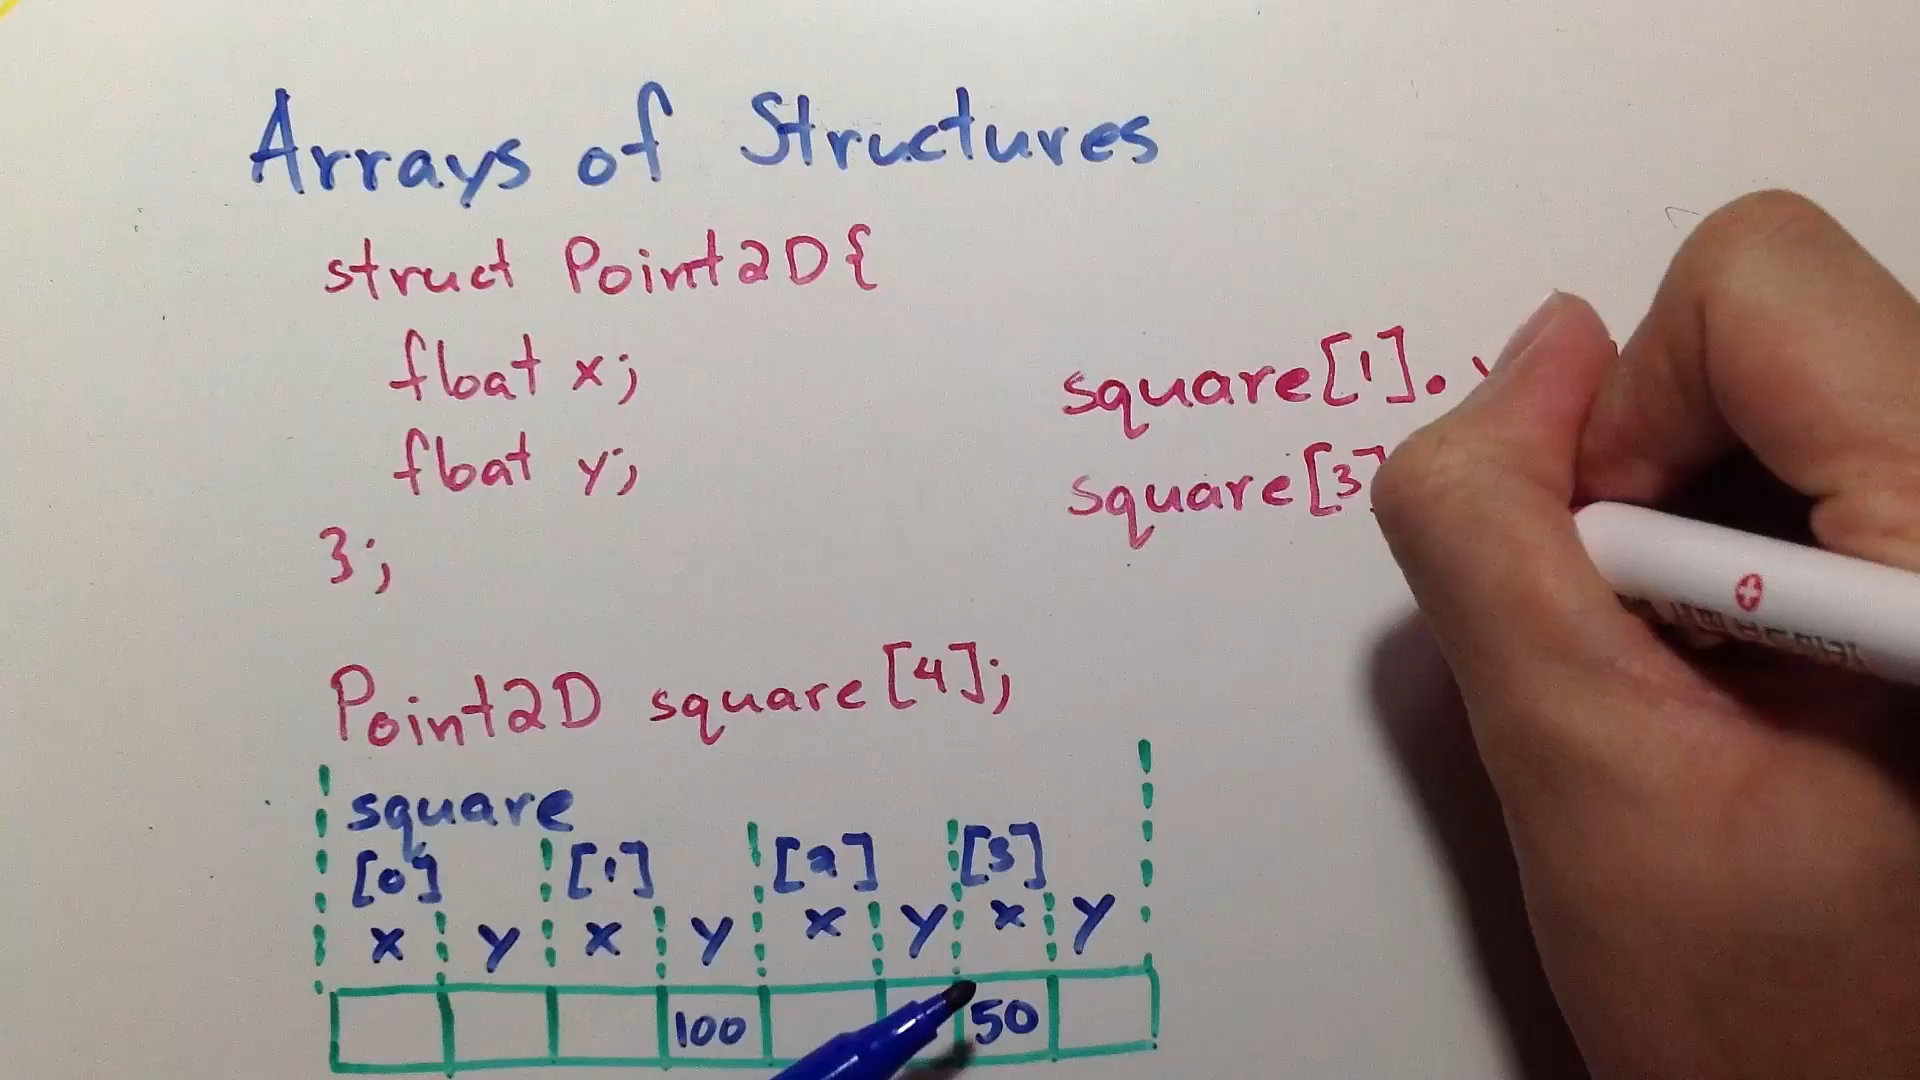 Arrays of Structures
struct Point2D{
float x;
float y;
};
square[1].
square[3]
Point2D square[4];
square
[0] [1] [2] [3]
x y x y x y x y
100 50